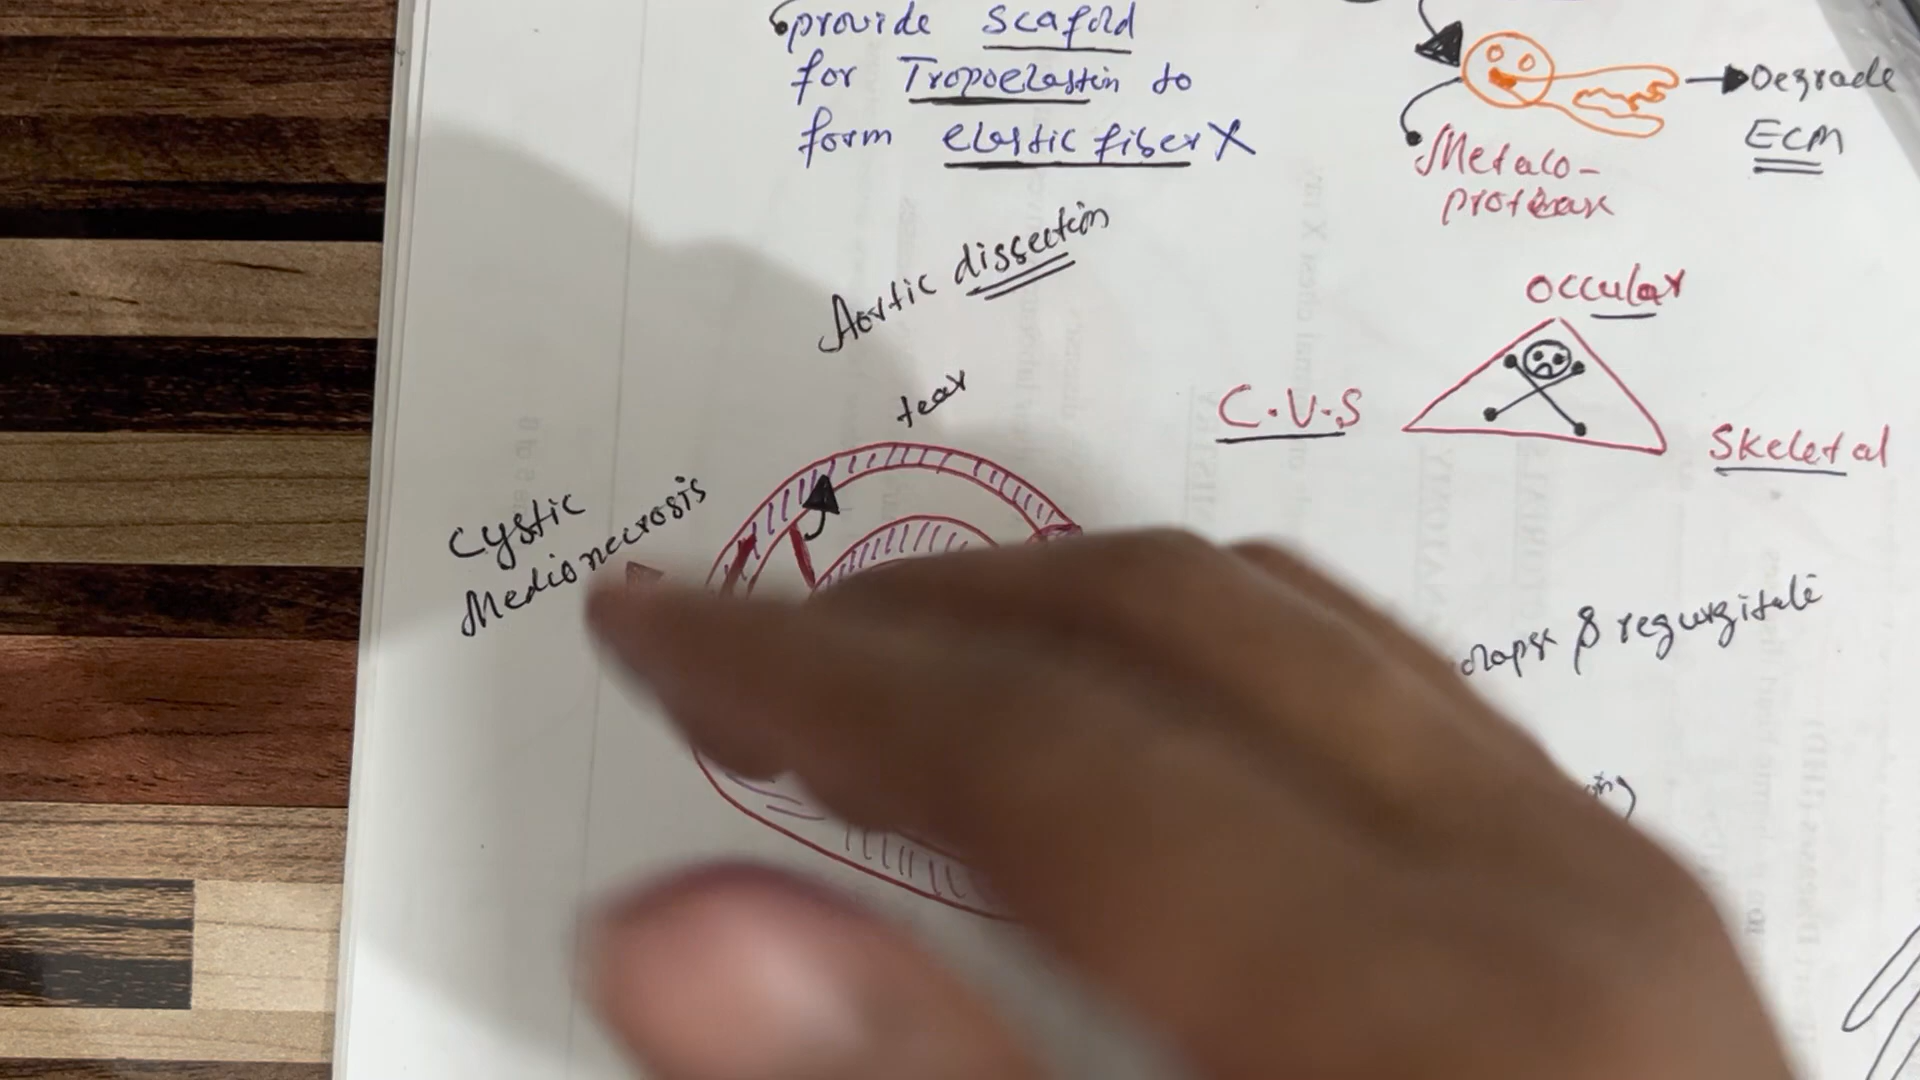 provide scafold
for Tropoelastin to
form elastic fiber X
Degrade
ECM
Metalo-
Aortic dissection
tear
Cystic
Medionecrosis
Occular
C.V.S
Skeletal
& regurgitate